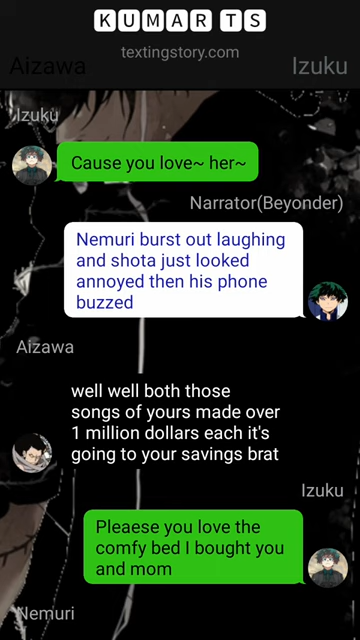 KUMAR TS
textingstory.com
Aizawa
Izuku
Izuku
Cause you love~ her~
Narrator(Beyonder)
Nemuri burst out laughing
and shota just looked
annoyed then his phone
buzzed
Aizawa
well well both those
songs of yours made over
1 million dollars each it's
going to your savings brat
Izuku
Pleaese you love the
comfy bed I bought you
and mom
Nemuri